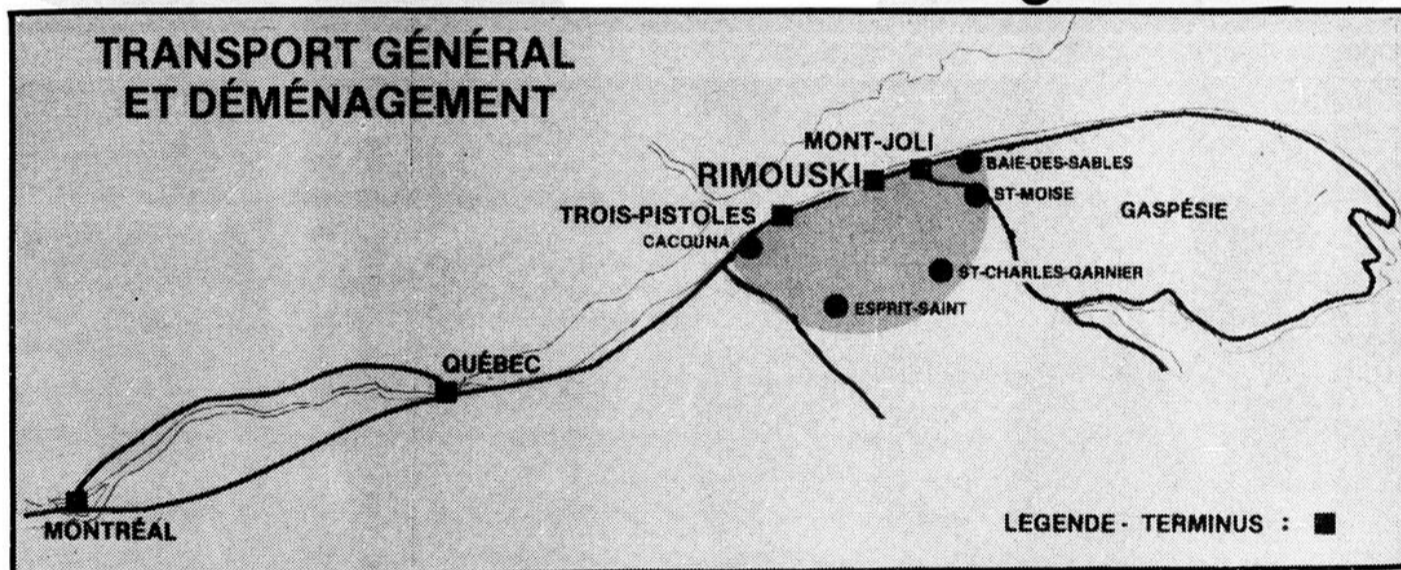 TRANSPORT GÉNÉRAL
ET DÉMÉNAGEMENT
MONT-JOLI
BAIE-DES-SABLES
RIMOUSKI
ST-MOISE
TROIS-PISTOLES
GASPÉSIE
CACOUNA
ST-CHARLES-GARNIER
ESPRIT-SAINT
QUÉBEC
MONTRÉAL
LEGENDE - TERMINUS :